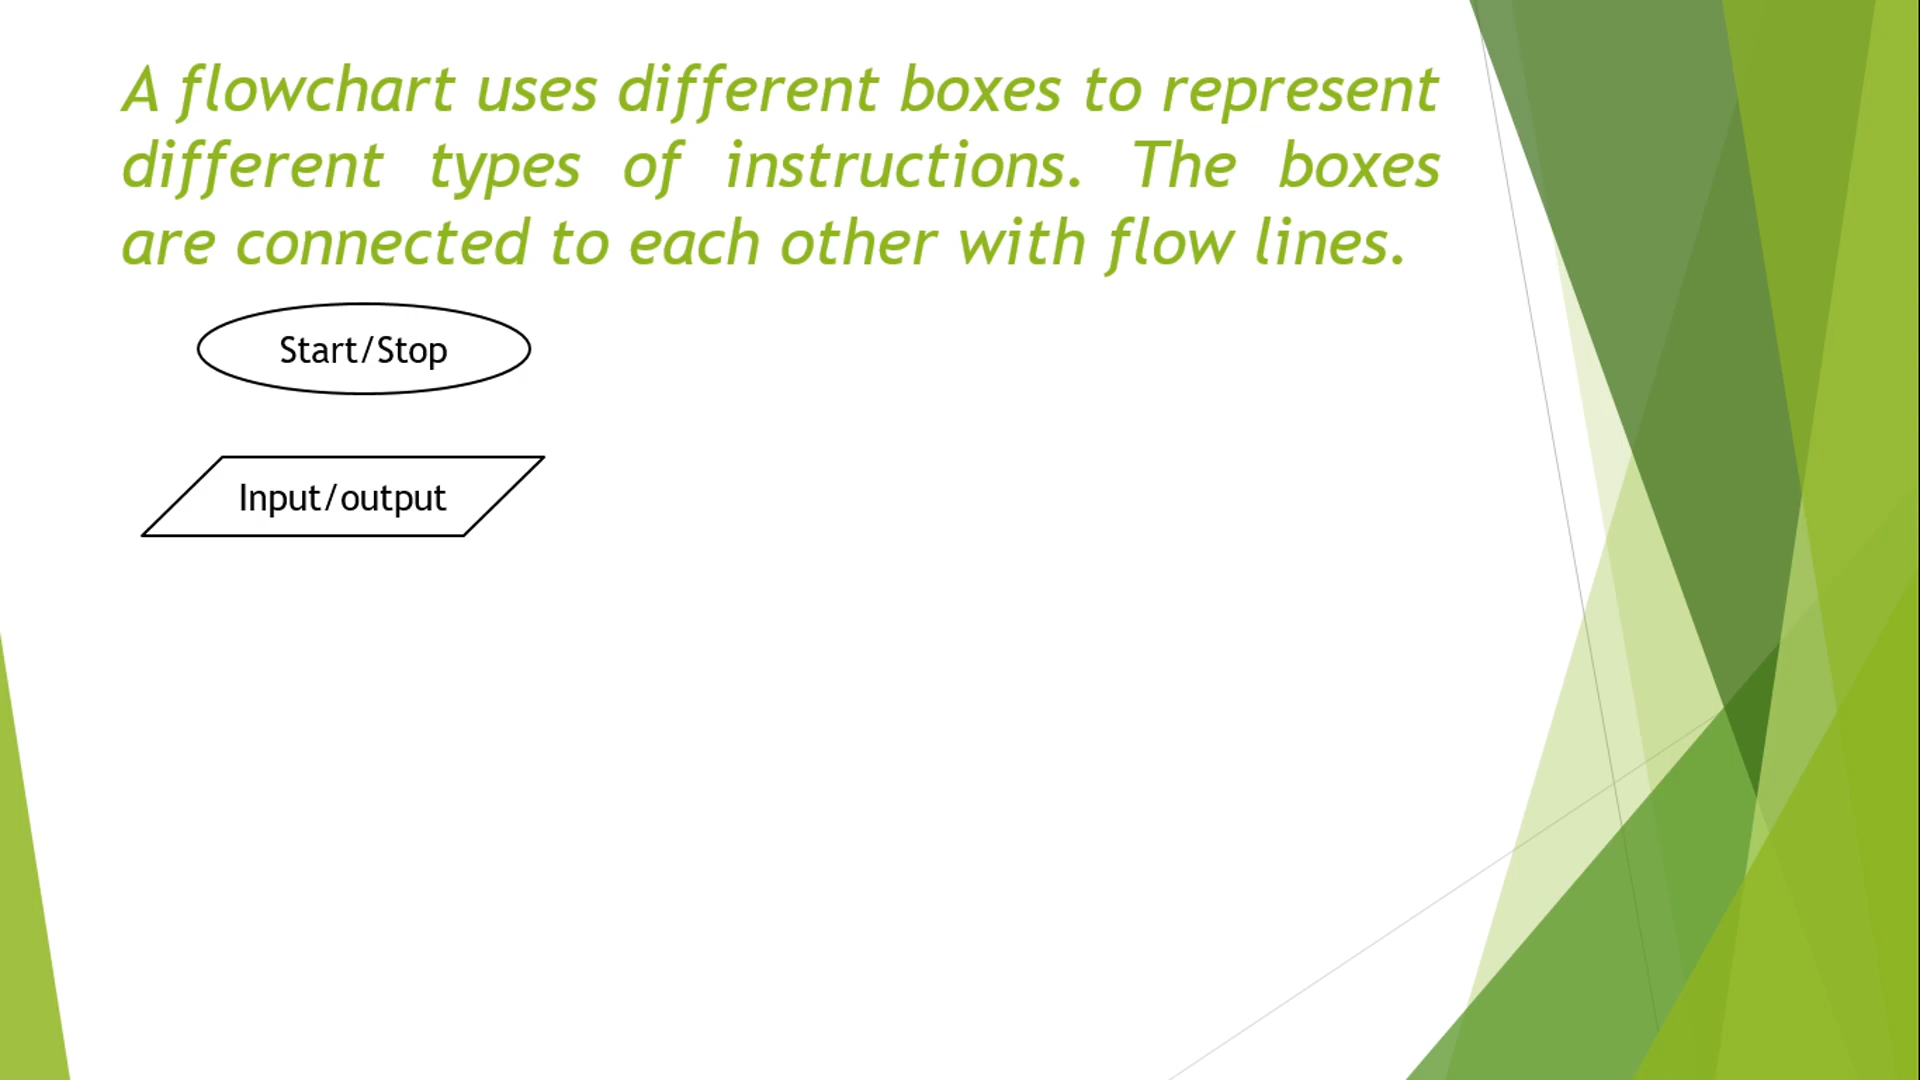 A flowchart uses different boxes to represent
different types of instructions. The boxes
are connected to each other with flow lines.
Start/Stop
Input/output